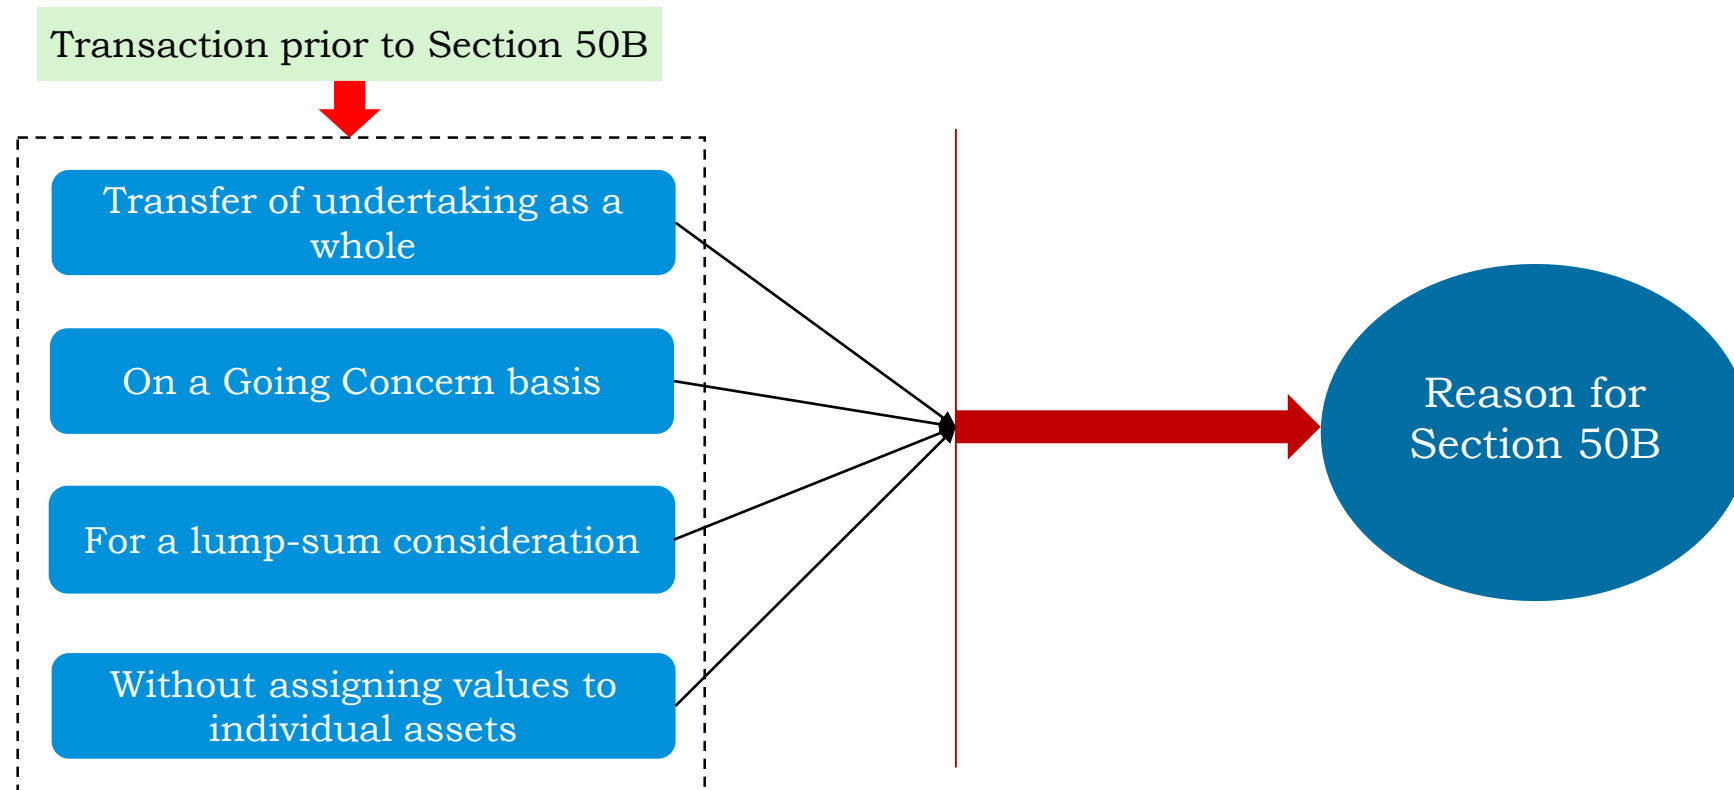 Transaction prior to Section 50B
Transfer of undertaking as a
whole
On a Going Concern basis
For a lump-sum consideration
Without assigning values to
individual assets
Reason for
Section 50B